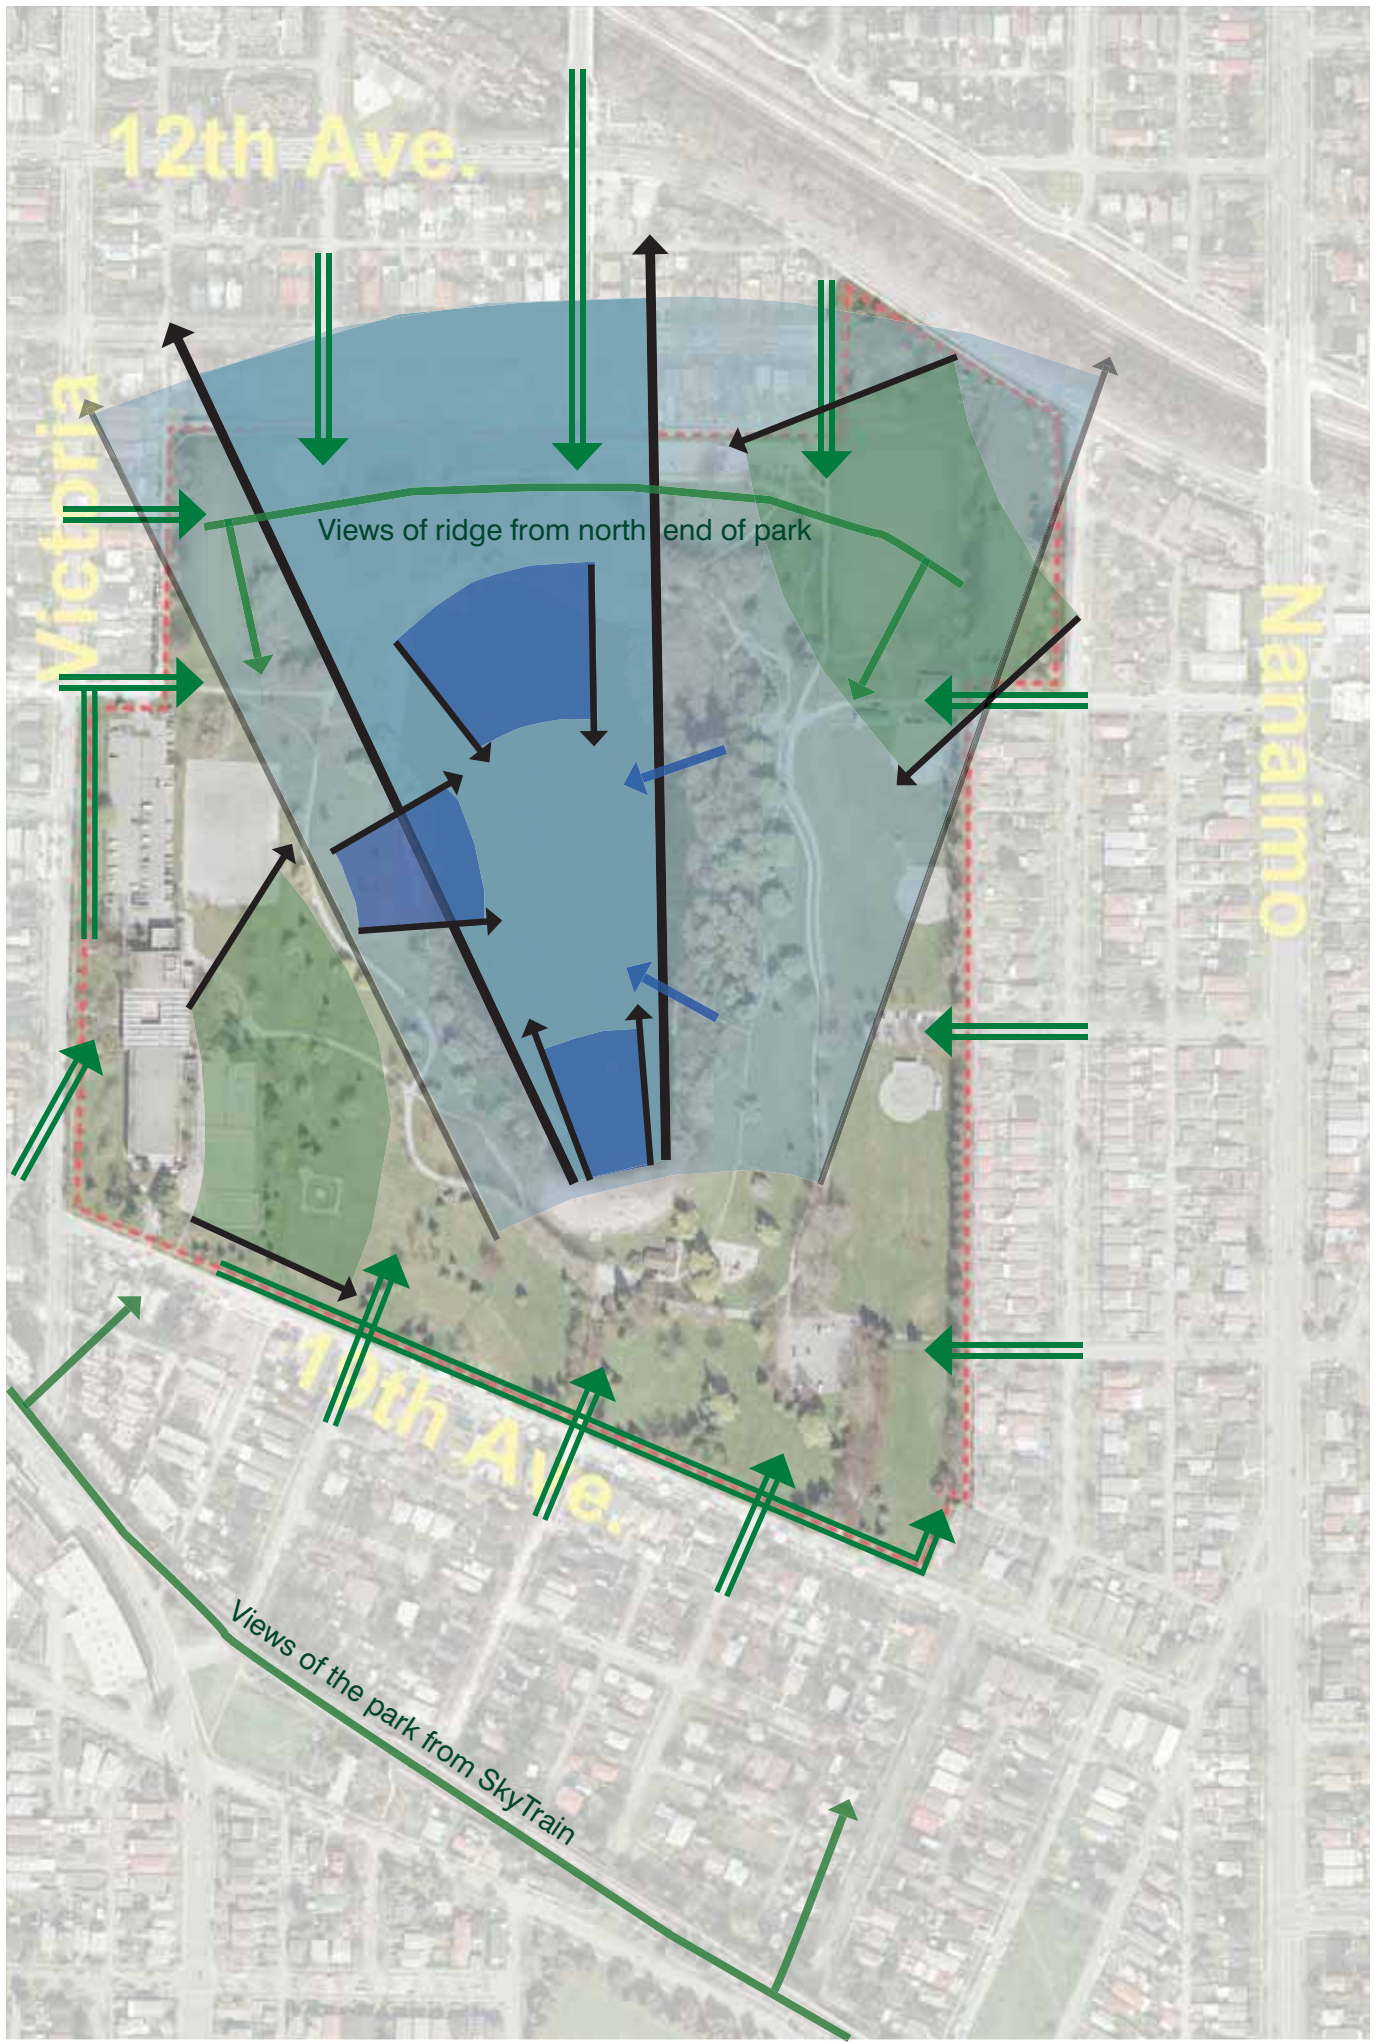 12th Ave.
Victoria
Views of ridge from north end of park
Nanaimo
19th Ave.
Views of the park from SkyTrain